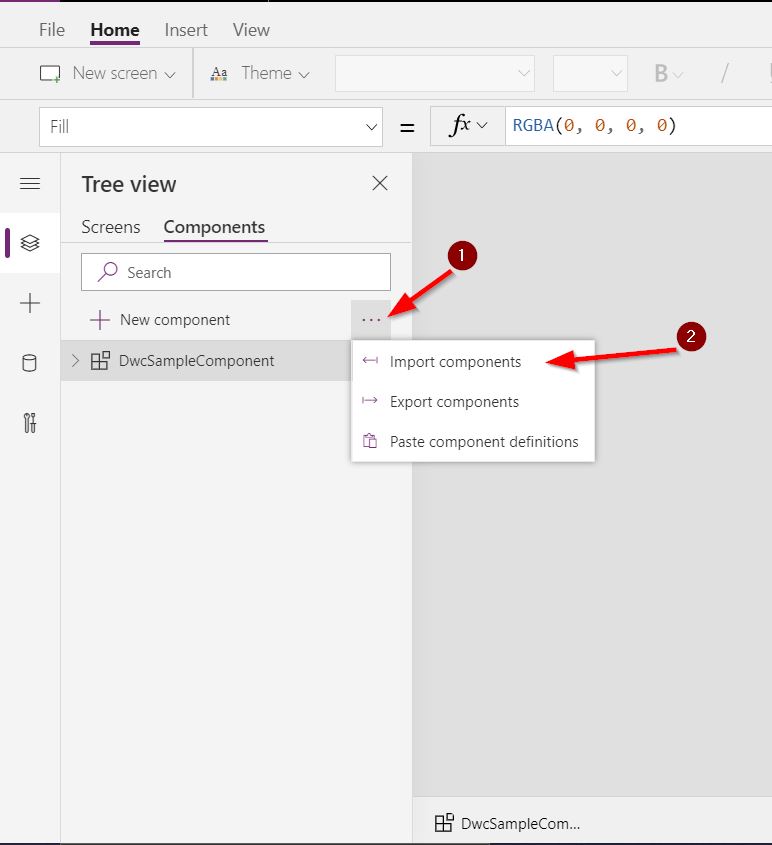 File Home Insert View
New screen Aa Theme B /
Fill = fx RGBA(0, 0, 0, 0)
Tree view
Screens Components
1
Search
New component ...
2
DwcSampleComponent
Import components
Export components
Paste component definitions
DwcSampleCom...